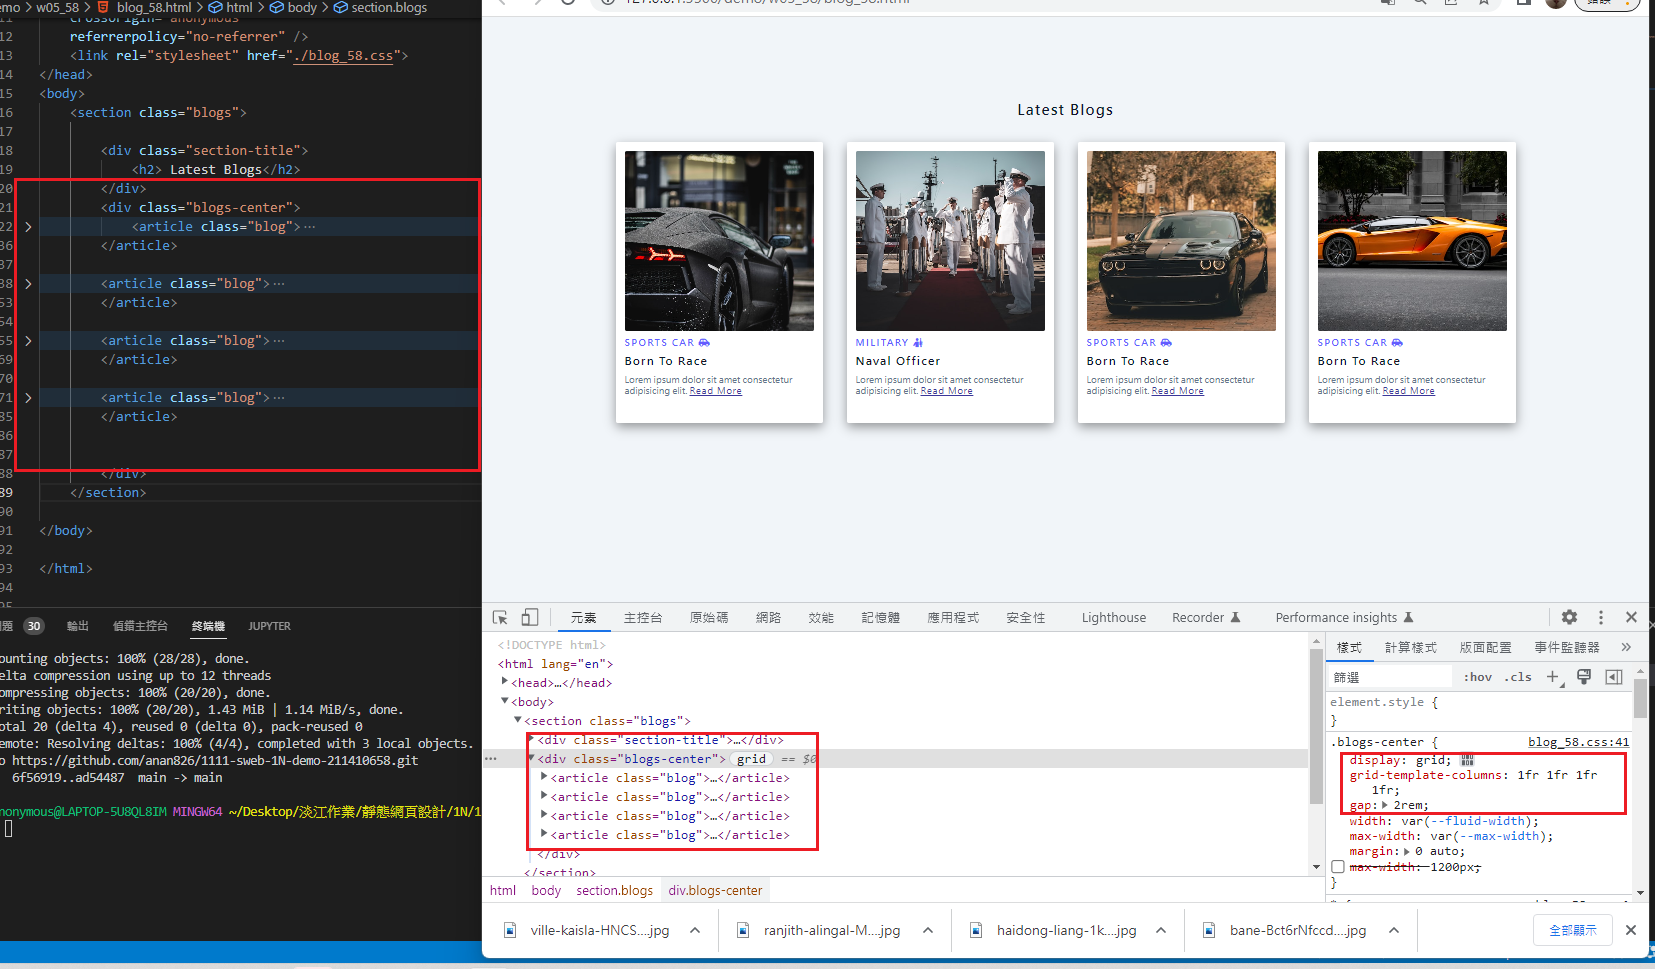 emo > w05_58 > blog_58.html > html > body > section.blogs
12 referrerpolicy="no-referrer" />
13 <link rel="stylesheet" href="./blog_58.css">
14 </head>
15 <body>
16 <section class="blogs">
17
18 <div class="section-title">
19 <h2> Latest Blogs</h2>
20 </div>
21 <div class="blogs-center">
22 <article class="blog">…
36 </article>
37
38 <article class="blog">…
53 </article>
54
55 <article class="blog">…
69 </article>
70
71 <article class="blog">…
85 </article>
86
87
88 </div>
89 </section>
90
91 </body>
92
93 </html>
94
題 30 輸出 偵錯主控台 終端機 JUPYTER
ounting objects: 100% (28/28), done.
elta compression using up to 12 threads
ompressing objects: 100% (20/20), done.
riting objects: 100% (20/20), 1.43 MiB | 1.14 MiB/s, done.
otal 20 (delta 4), reused 0 (delta 0), pack-reused 0
emote: Resolving deltas: 100% (4/4), completed with 3 local objects.
o https://github.com/anan826/1111-sweb-1N-demo-211410658.git
6f56919..ad54487 main -> main
nonymous@LAPTOP-5U8QL8IM MINGW64 ~/Desktop/淡江作業/靜態網頁設計/1N/1
Latest Blogs
SPORTS CAR
Born To Race
Lorem ipsum dolor sit amet consectetur
adipisicing elit. Read More
MILITARY
Naval Officer
Lorem ipsum dolor sit amet consectetur
adipisicing elit. Read More
SPORTS CAR
Born To Race
Lorem ipsum dolor sit amet consectetur
adipisicing elit. Read More
SPORTS CAR
Born To Race
Lorem ipsum dolor sit amet consectetur
adipisicing elit. Read More
元素 主控台 原始碼 網路 效能 記憶體 應用程式 安全性 Lighthouse Recorder Performance insights
<!DOCTYPE html>
<html lang="en">
<head>…</head>
<body>
<section class="blogs">
<div class="section-title">…</div>
<div class="blogs-center"> grid == $0
<article class="blog">…</article>
<article class="blog">…</article>
<article class="blog">…</article>
<article class="blog">…</article>
</div>
</section>
html body section.blogs div.blogs-center
樣式 計算樣式 版面配置 事件監聽器 »
篩選 :hov .cls +
element.style {
}
.blogs-center { blog_58.css:41
display: grid;
grid-template-columns: 1fr 1fr 1fr
1fr;
gap: 2rem;
width: var(--fluid-width);
max-width: var(--max-width);
margin: 0 auto;
max-width: 1200px;
}
ville-kaisla-HNCS....jpg ranjith-alingal-M....jpg haidong-liang-1k....jpg bane-Bct6rNfccd....jpg 全部顯示